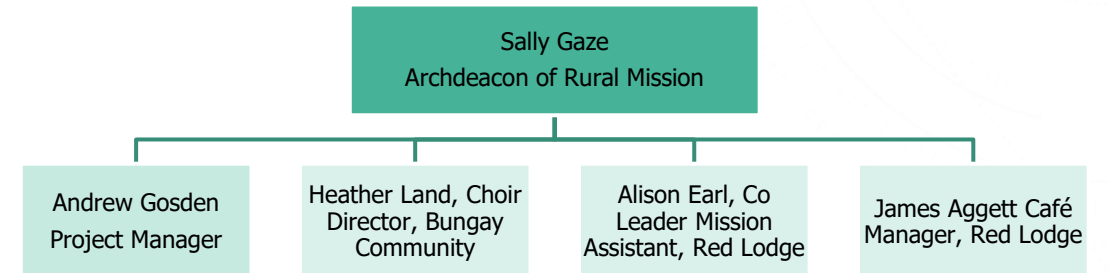 Sally Gaze
Archdeacon of Rural Mission
Andrew Gosden
Project Manager
Heather Land, Choir
Director, Bungay
Community
Alison Earl, Co
Leader Mission
Assistant, Red Lodge
James Aggett Café
Manager, Red Lodge